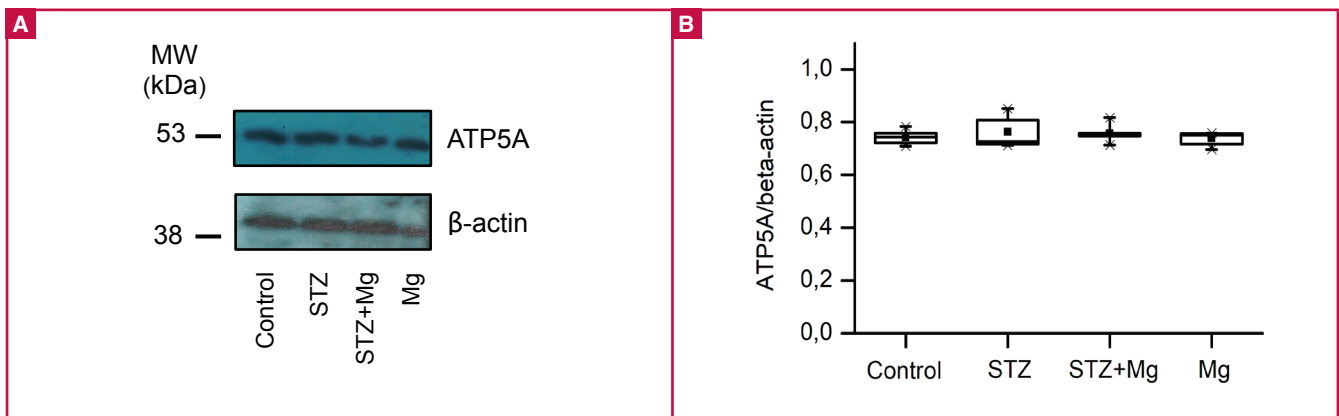 A
MW
(kDa)
53
ATP5A
38
β-actin
Control
STZ
STZ+Mg
Mg
B
ATP5A/beta-actin
1,0
0,8
0,6
0,4
0,2
0,0
Control STZ STZ+Mg Mg